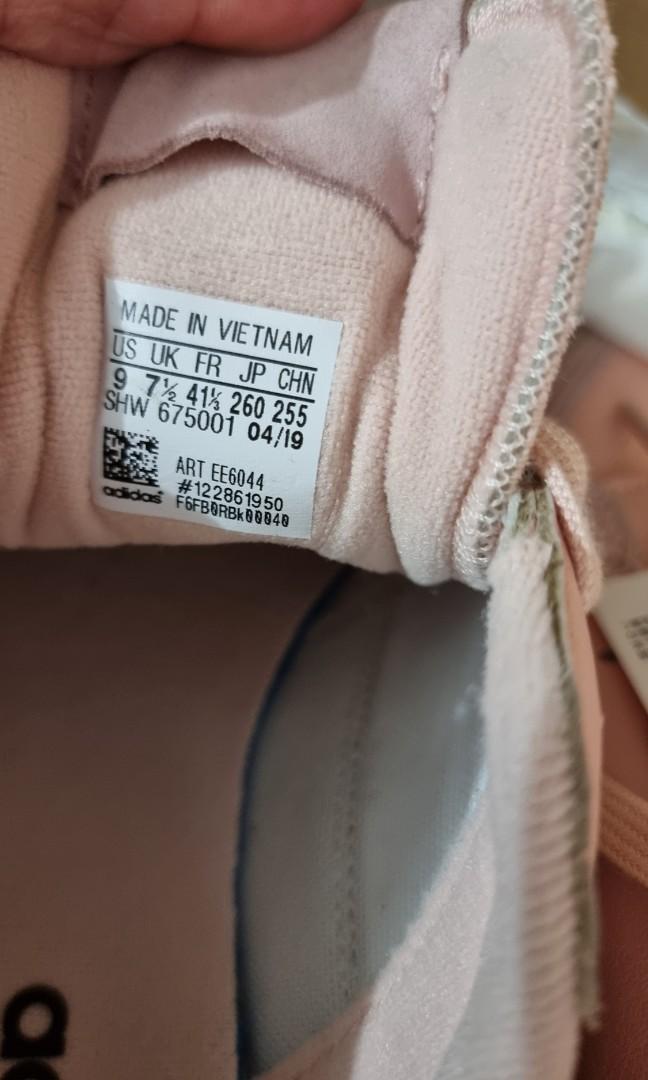 MADE IN VIETNAM
US UK FR JP CHN
9 7½ 41⅓ 260 255
SHW 675001 04/19
ART EE6044
#122861950
F6FB0RBk00040
adidas